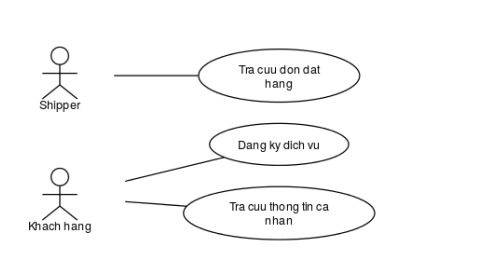 Tra cuu don dat
hang
Shipper
Dang ky dich vu
Khach hang
Tra cuu thong tin ca
nhan